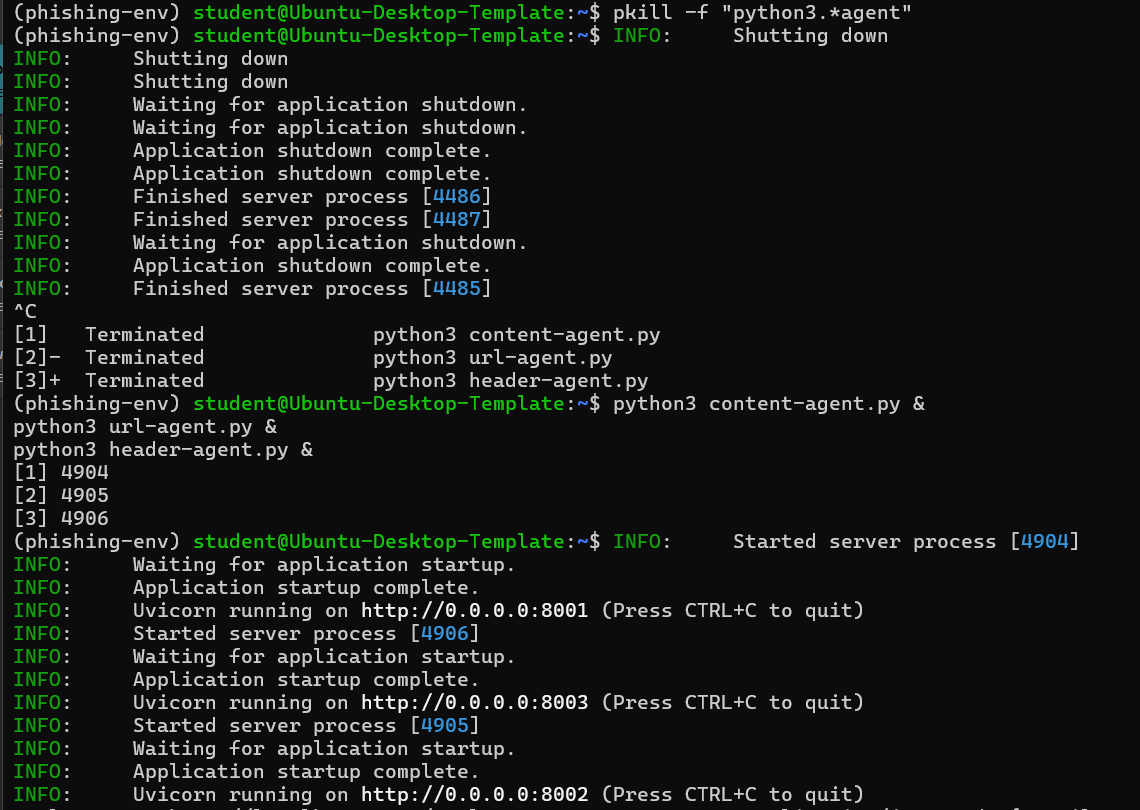 (phishing-env) student@Ubuntu-Desktop-Template:~$ pkill -f "python3.*agent"
(phishing-env) student@Ubuntu-Desktop-Template:~$ INFO:     Shutting down
INFO:     Shutting down
INFO:     Shutting down
INFO:     Waiting for application shutdown.
INFO:     Waiting for application shutdown.
INFO:     Application shutdown complete.
INFO:     Application shutdown complete.
INFO:     Finished server process [4486]
INFO:     Finished server process [4487]
INFO:     Waiting for application shutdown.
INFO:     Application shutdown complete.
INFO:     Finished server process [4485]
^C
[1]   Terminated              python3 content-agent.py
[2]-  Terminated              python3 url-agent.py
[3]+  Terminated              python3 header-agent.py
(phishing-env) student@Ubuntu-Desktop-Template:~$ python3 content-agent.py &
python3 url-agent.py &
python3 header-agent.py &
[1] 4904
[2] 4905
[3] 4906
(phishing-env) student@Ubuntu-Desktop-Template:~$ INFO:     Started server process [4904]
INFO:     Waiting for application startup.
INFO:     Application startup complete.
INFO:     Uvicorn running on http://0.0.0.0:8001 (Press CTRL+C to quit)
INFO:     Started server process [4906]
INFO:     Waiting for application startup.
INFO:     Application startup complete.
INFO:     Uvicorn running on http://0.0.0.0:8003 (Press CTRL+C to quit)
INFO:     Started server process [4905]
INFO:     Waiting for application startup.
INFO:     Application startup complete.
INFO:     Uvicorn running on http://0.0.0.0:8002 (Press CTRL+C to quit)